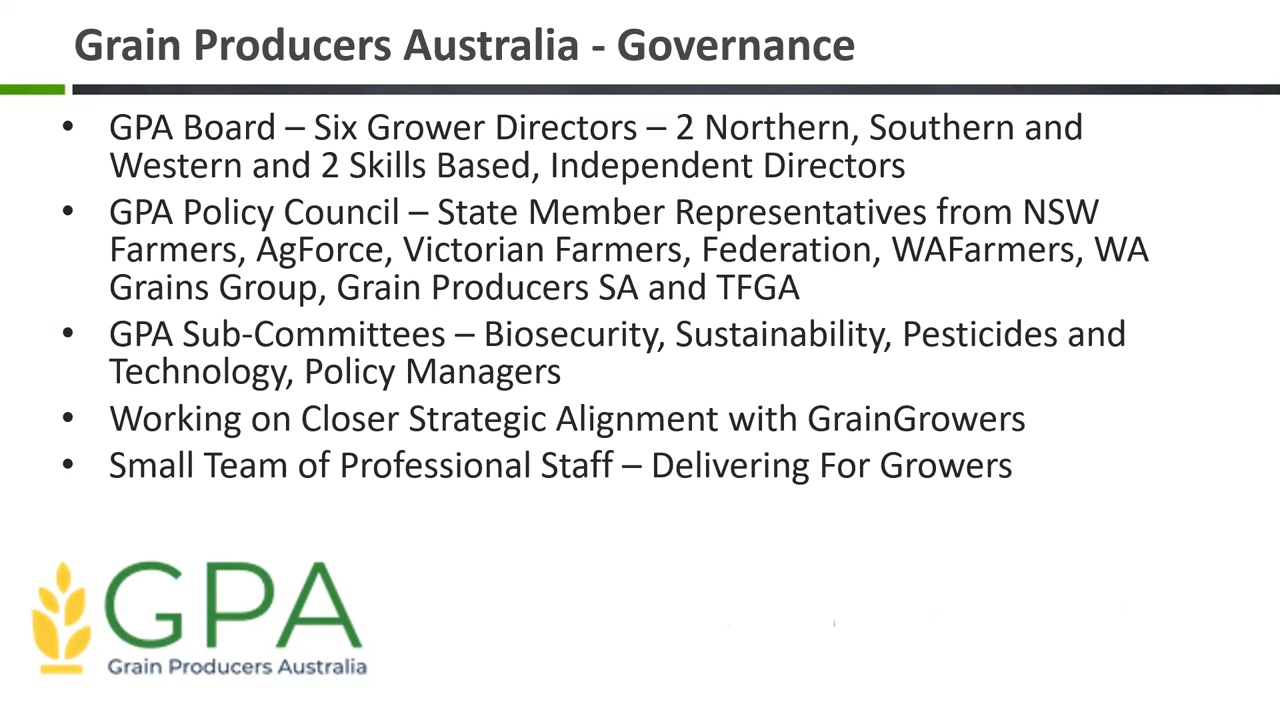 Grain Producers Australia - Governance
• GPA Board – Six Grower Directors – 2 Northern, Southern and
Western and 2 Skills Based, Independent Directors
• GPA Policy Council – State Member Representatives from NSW
Farmers, AgForce, Victorian Farmers, Federation, WAFarmers, WA
Grains Group, Grain Producers SA and TFGA
• GPA Sub-Committees – Biosecurity, Sustainability, Pesticides and
Technology, Policy Managers
• Working on Closer Strategic Alignment with GrainGrowers
• Small Team of Professional Staff – Delivering For Growers
GPA
Grain Producers Australia